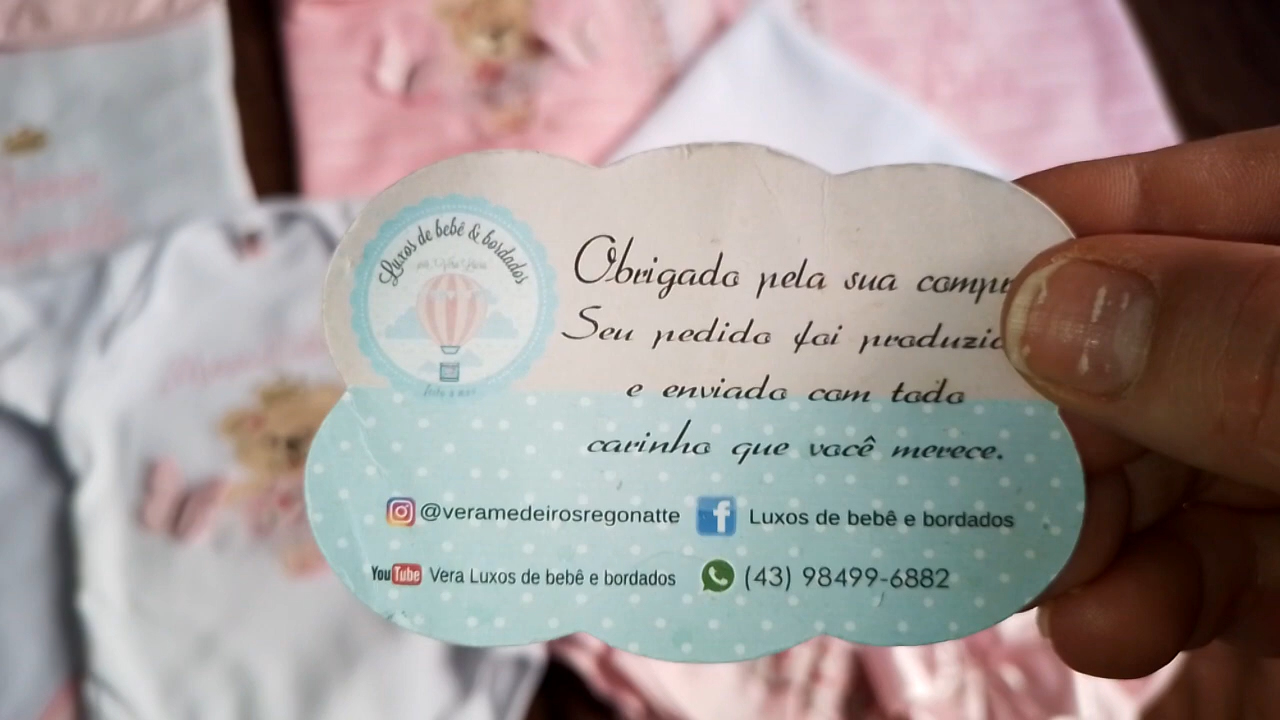 Luxos de bebê & bordados
Obrigado pela sua compr
Seu pedido foi produzid
e enviado com todo
carinho que você merece.
@veramedeirosregonatte
Luxos de bebê e bordados
YouTube Vera Luxos de bebê e bordados
(43) 98499-6882